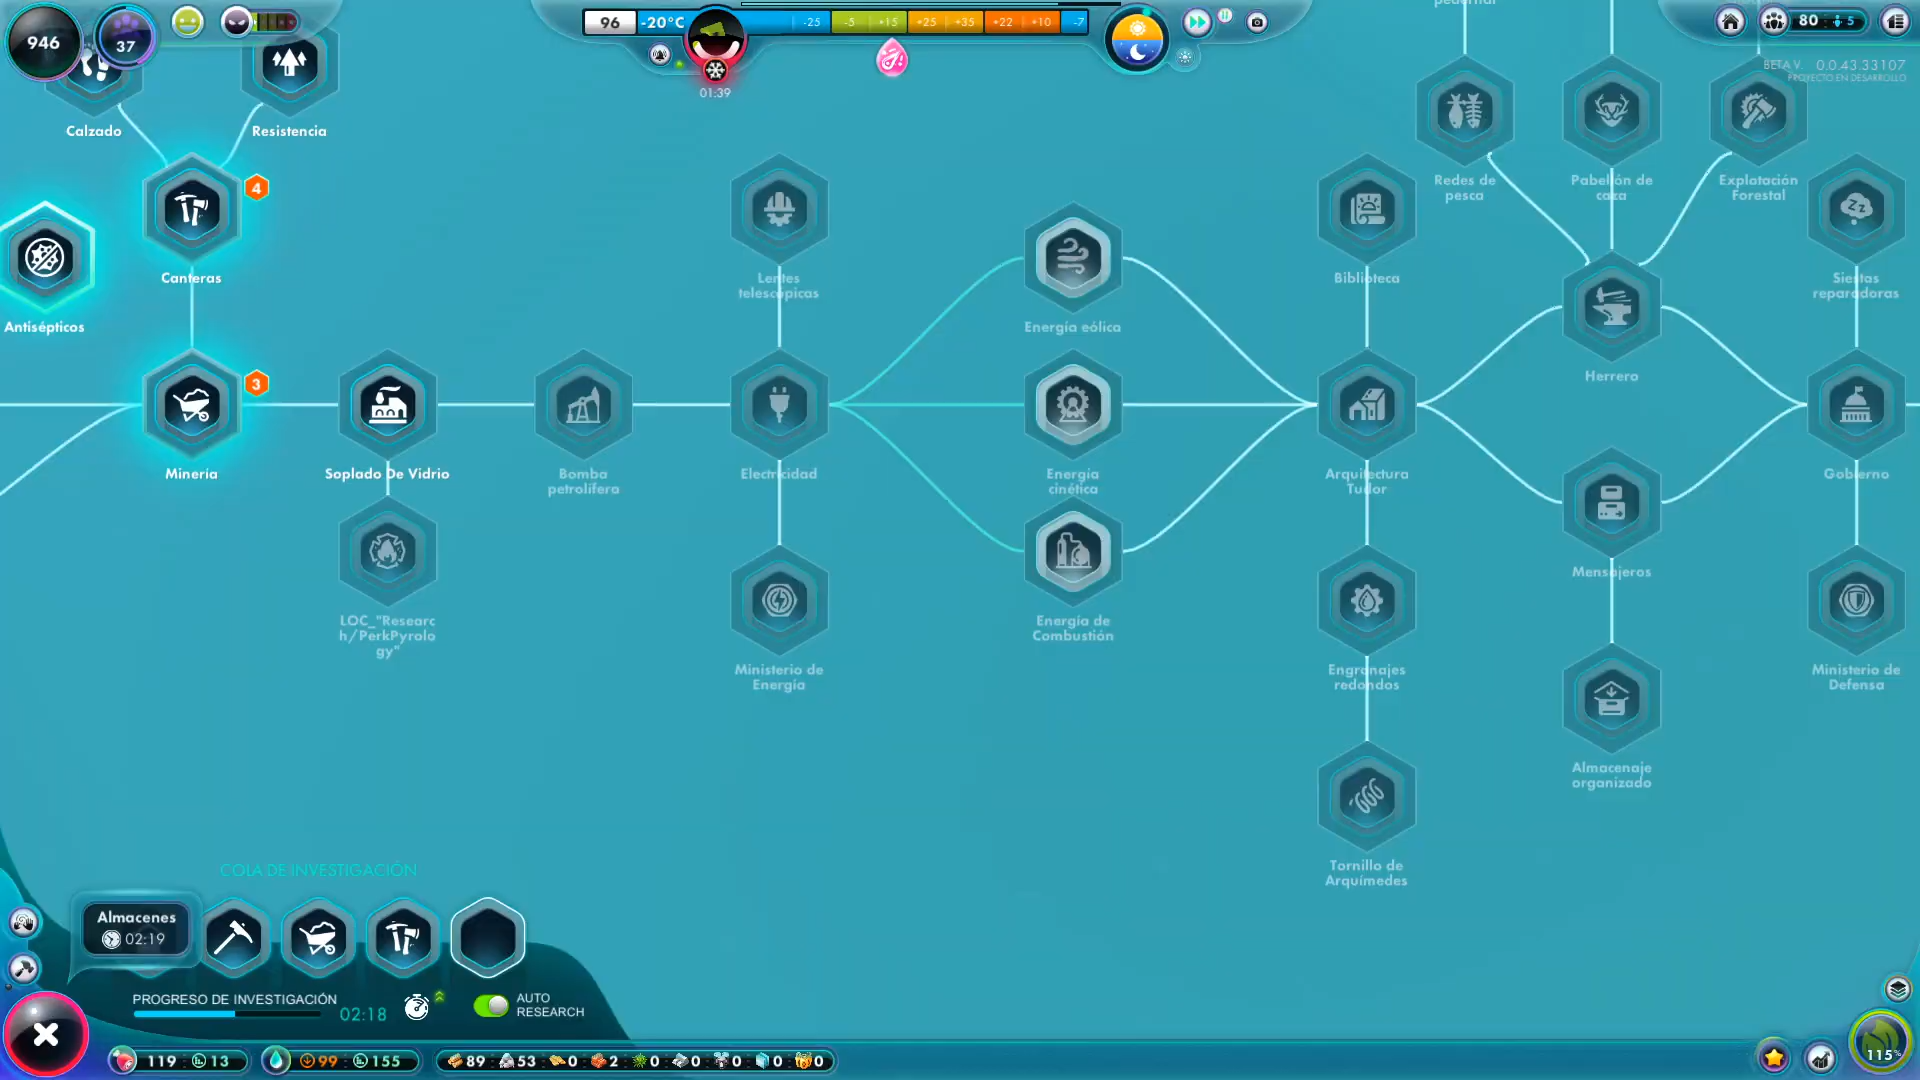 946
37
96
-20°C
-25
-5
+15
+25
+35
+22
+10
-7
01:39
80
5
BETA V. 0.0.43.33107
PROYECTO EN DESARROLLO
Calzado
Resistencia
4
Canteras
Antisépticos
3
Minería
Soplado De Vidrio
LOC_"Researc
h/PerkPyrolo
gy"
Bomba
petrolífera
Lentes
telescópicas
Electricidad
Ministerio de
Energía
Energía eólica
Energía
cinética
Energía de
Combustión
Biblioteca
Arquitectura
Tudor
Engranajes
redondos
Tornillo de
Arquímedes
Redes de
pesca
Pabellón de
caza
Explotación
Forestal
Herrero
Mensajeros
Almacenaje
organizado
Siestas
reparadoras
Gobierno
Ministerio de
Defensa
COLA DE INVESTIGACIÓN
Almacenes
02:19
PROGRESO DE INVESTIGACIÓN
02:18
AUTO
RESEARCH
119
13
99
155
89
53
0
2
0
0
0
0
0
115%